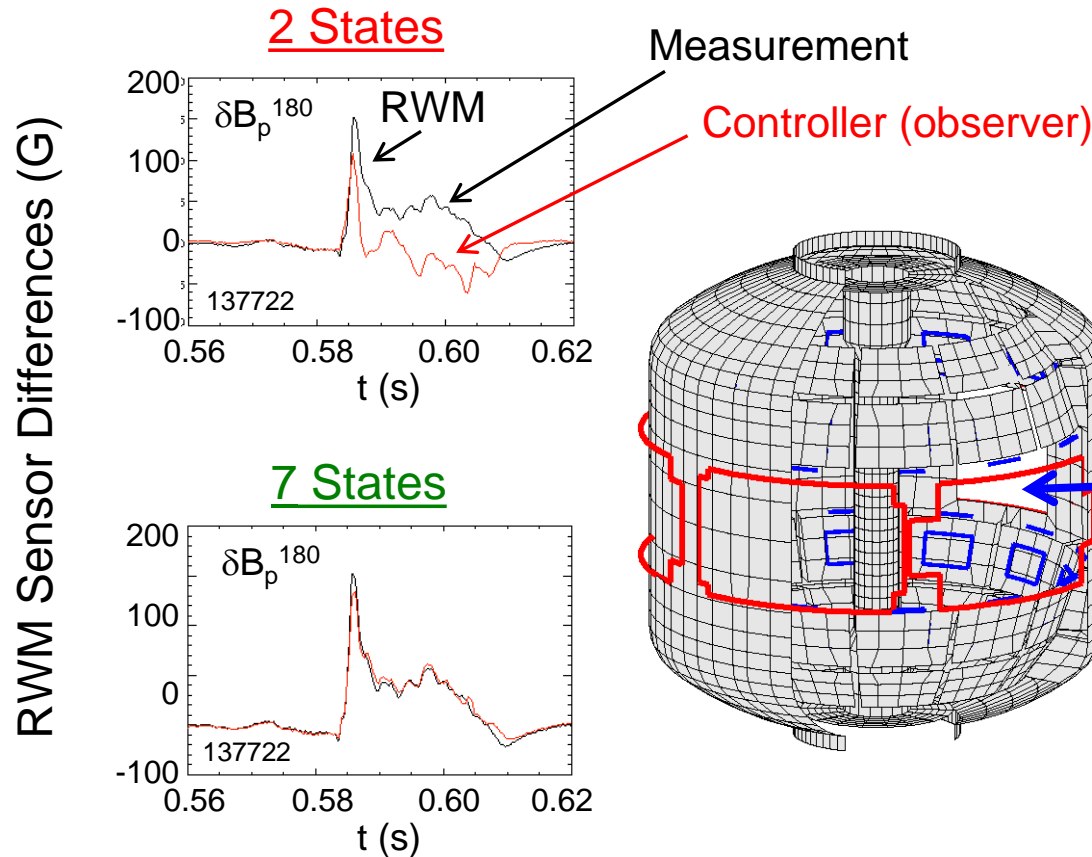 2 States
Measurement
RWM Sensor Differences (G)
200
δBp180
RWM
Controller (observer)
100
0
137722
-100
0.56 0.58 0.60 0.62
t (s)
7 States
200
δBp180
100
0
137722
-100
0.56 0.58 0.60 0.62
t (s)